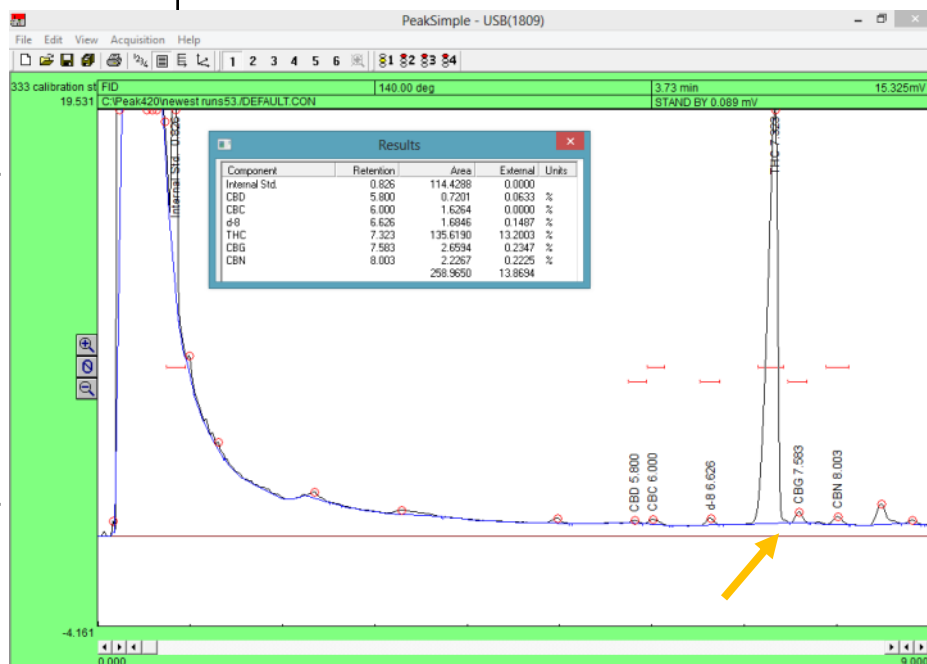 PeakSimple - USB(1809)
File Edit View Acquisition Help
1 2 3 4 5 6 1 2 3 4
333 calibration st FID 140.00 deg 3.73 min 15.325mV
19.531 C:\Peak420\newest runs53./DEFAULT.CON STAND BY 0.089 mV
Results
Component Retention Area External Units
Internal Std. 0.826 114.4288 0.0000
CBD 5.800 0.7201 0.0633 %
CBC 6.000 1.6264 0.0000 %
d-8 6.626 1.6846 0.1487 %
THC 7.323 135.6190 13.2003 %
CBG 7.583 2.6594 0.2347 %
CBN 8.003 2.2267 0.2225 %
258.9650 13.8694
Internal Std. 0.826
THC 7.323
CBD 5.800
CBC 6.000
d-8 6.626
CBG 7.583
CBN 8.003
-4.161
0.000 9.000